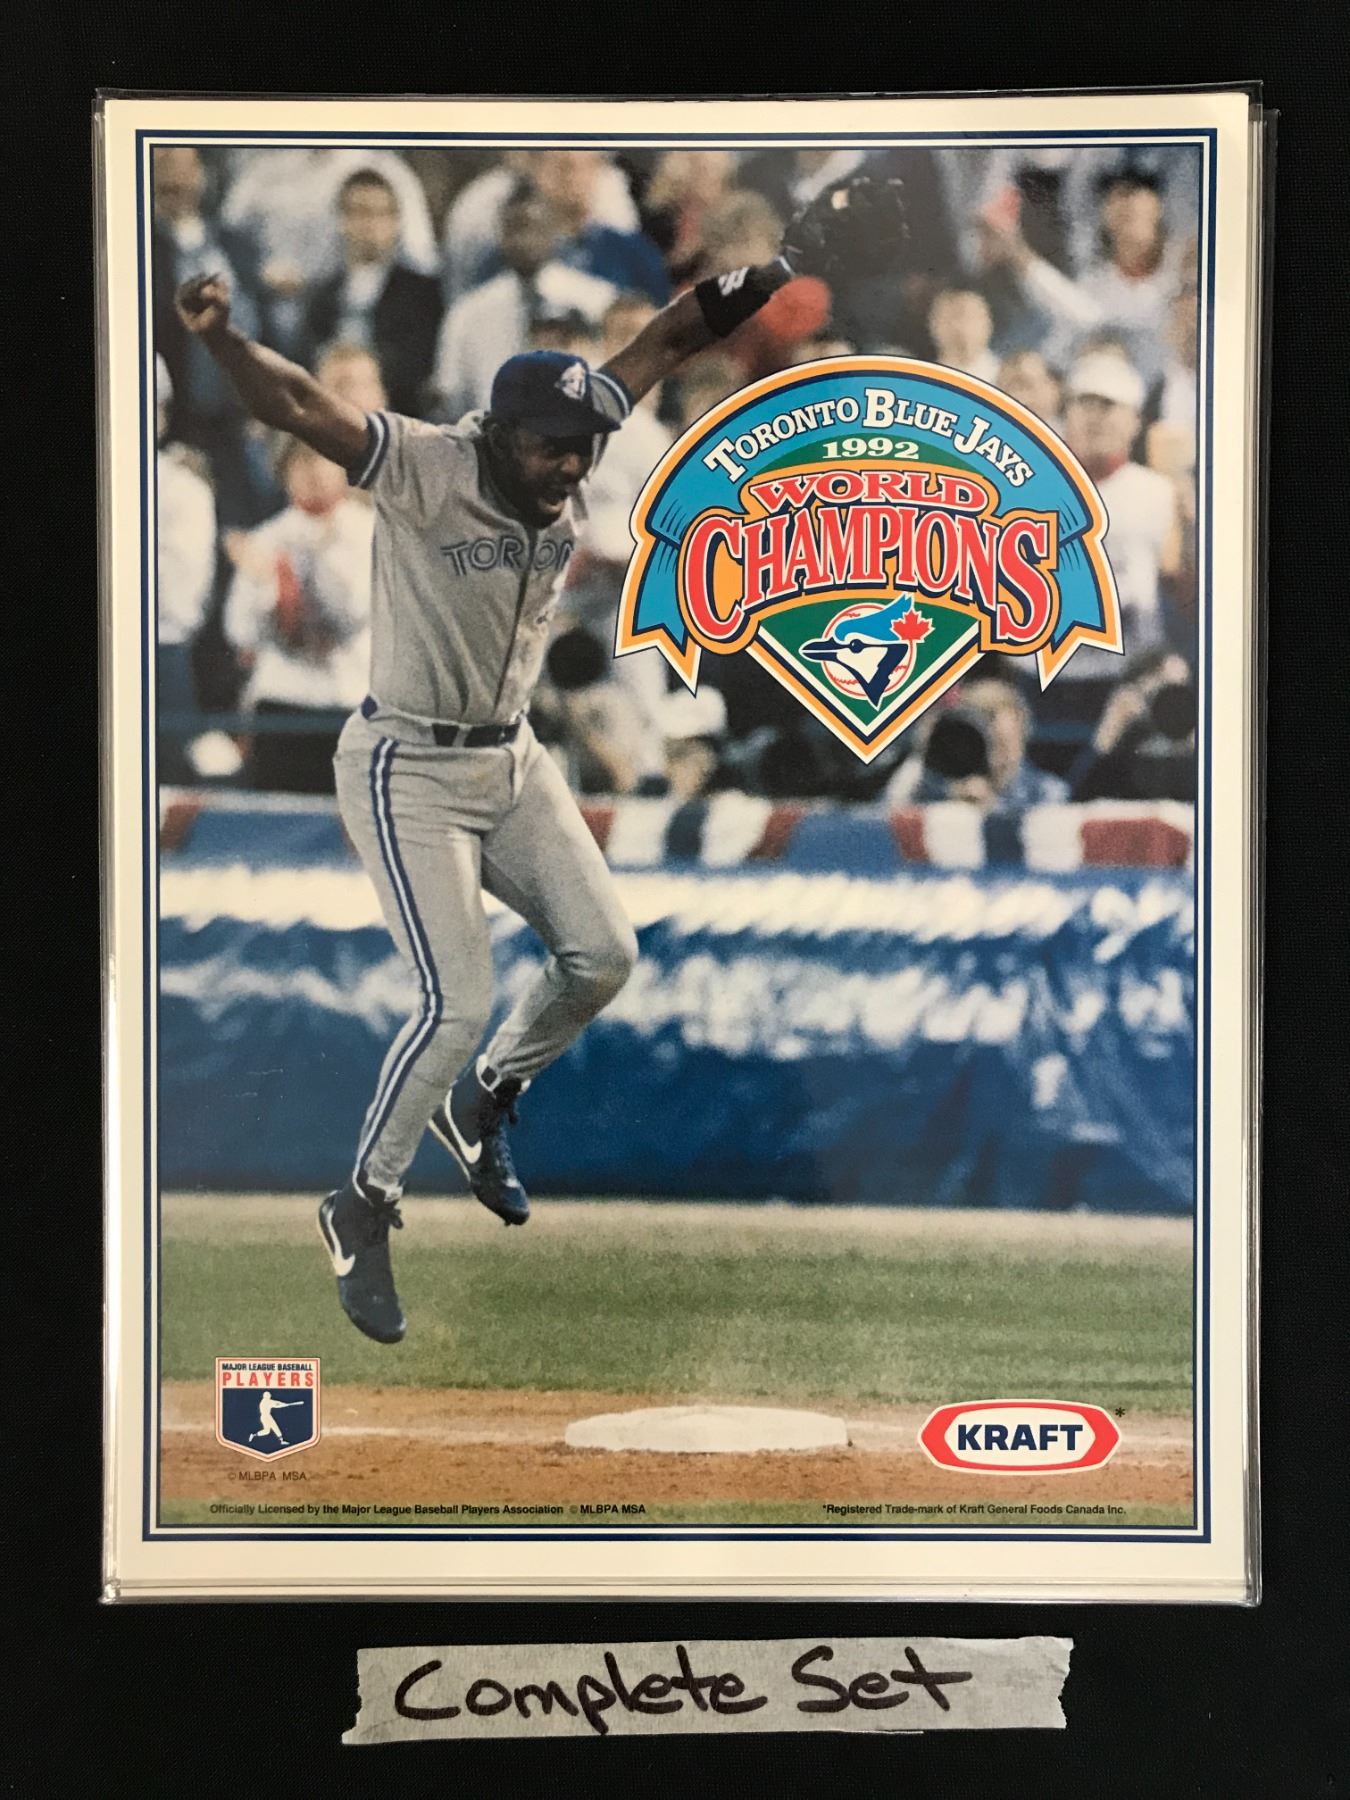 TORONTO BLUE JAYS
1992
WORLD
CHAMPIONS
TORON
MAJOR LEAGUE BASEBALL
PLAYERS
© MLBPA MSA
KRAFT*
Officially Licensed by the Major League Baseball Players Association © MLBPA MSA
*Registered Trade-mark of Kraft General Foods Canada Inc.
Complete Set